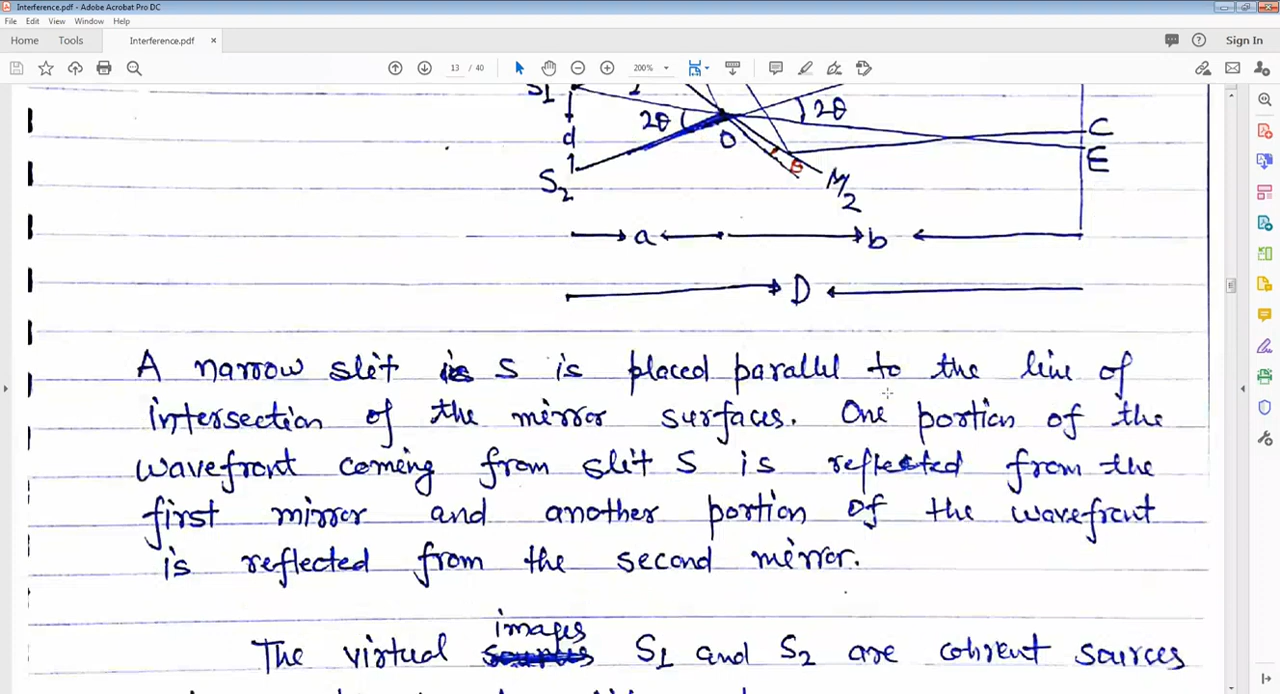 Interference.pdf - Adobe Acrobat Pro DC
File Edit View Window Help
Home Tools Interference.pdf × Sign In
13 / 40 200%
S1 2θ 2θ
d O C
S2 θ M2 E
a b
D
A narrow slit is S is placed parallel to the line of
intersection of the mirror surfaces. One portion of the
wavefront coming from slit S is reflected from the
first mirror and another portion of the wavefront
is reflected from the second mirror.
images
The virtual S1 and S2 are cohrent sources